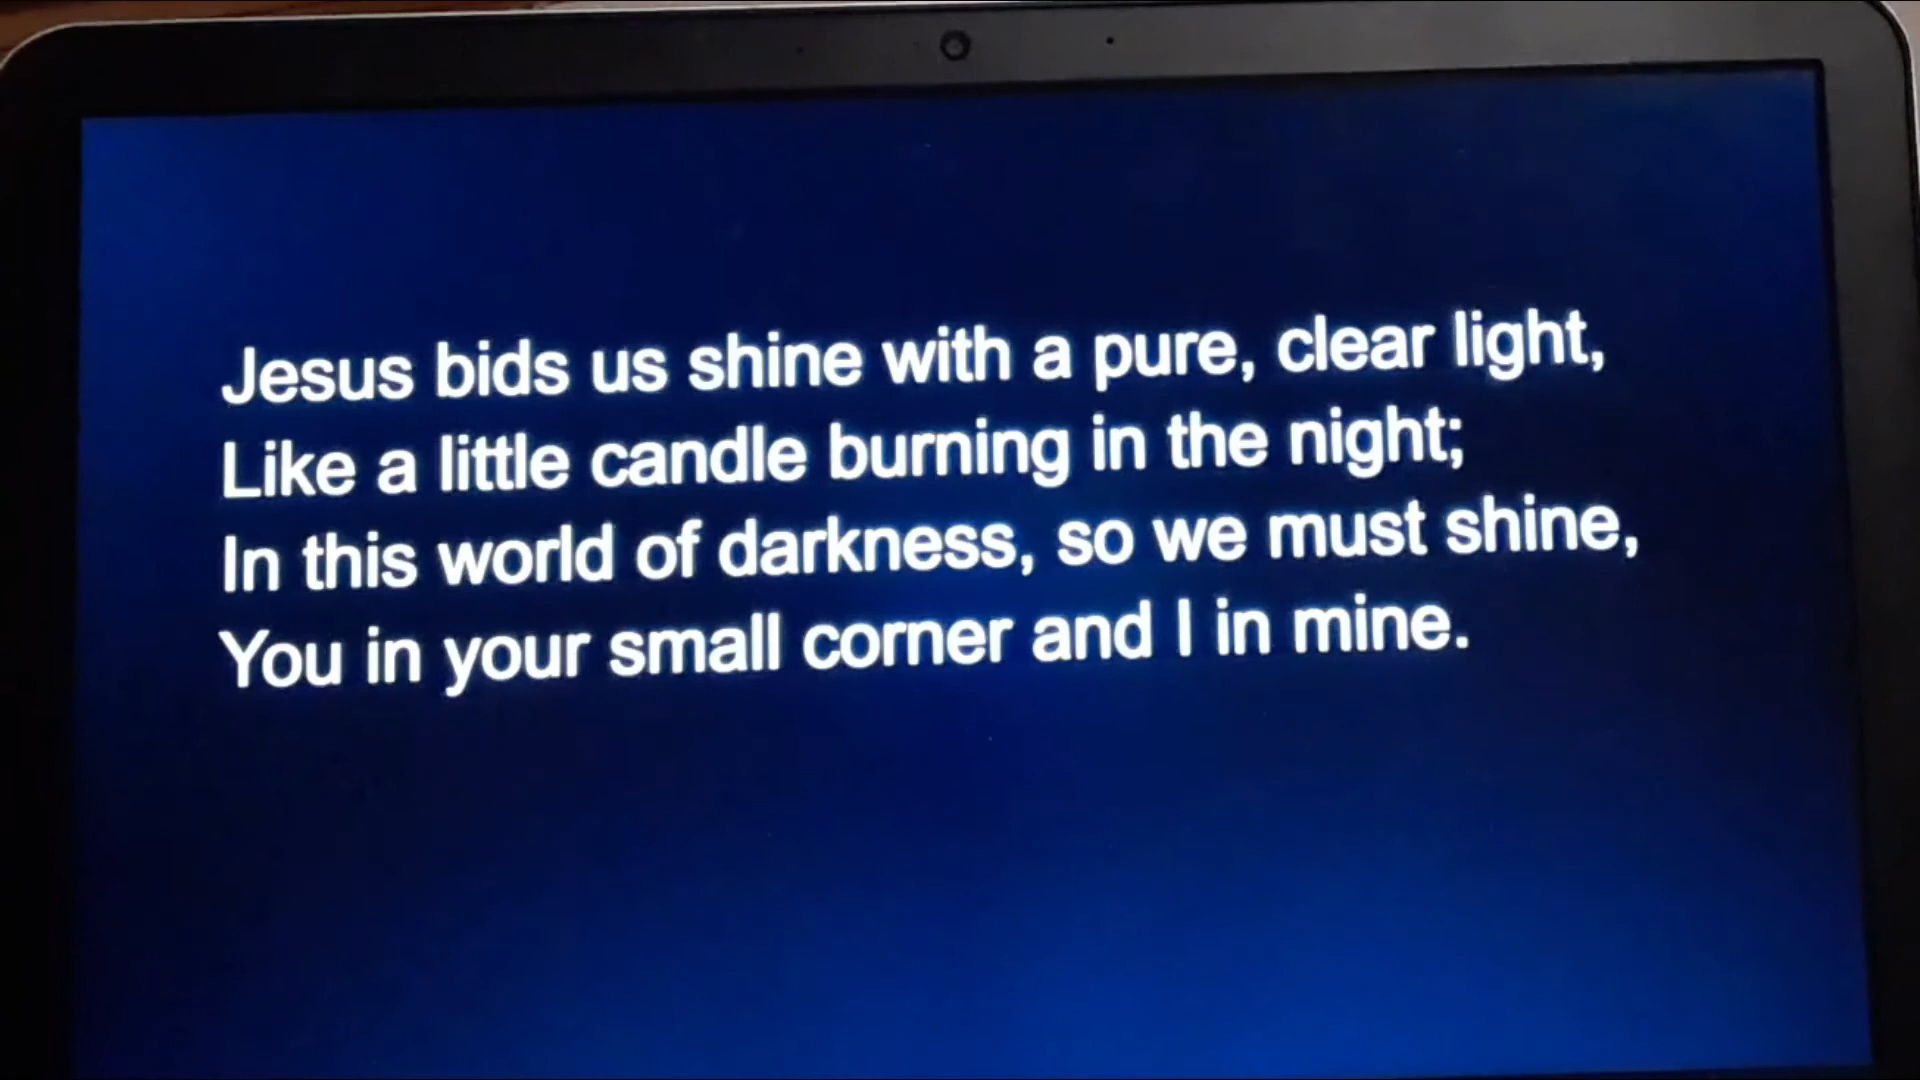 Jesus bids us shine with a pure, clear light,
Like a little candle burning in the night;
In this world of darkness, so we must shine,
You in your small corner and I in mine.